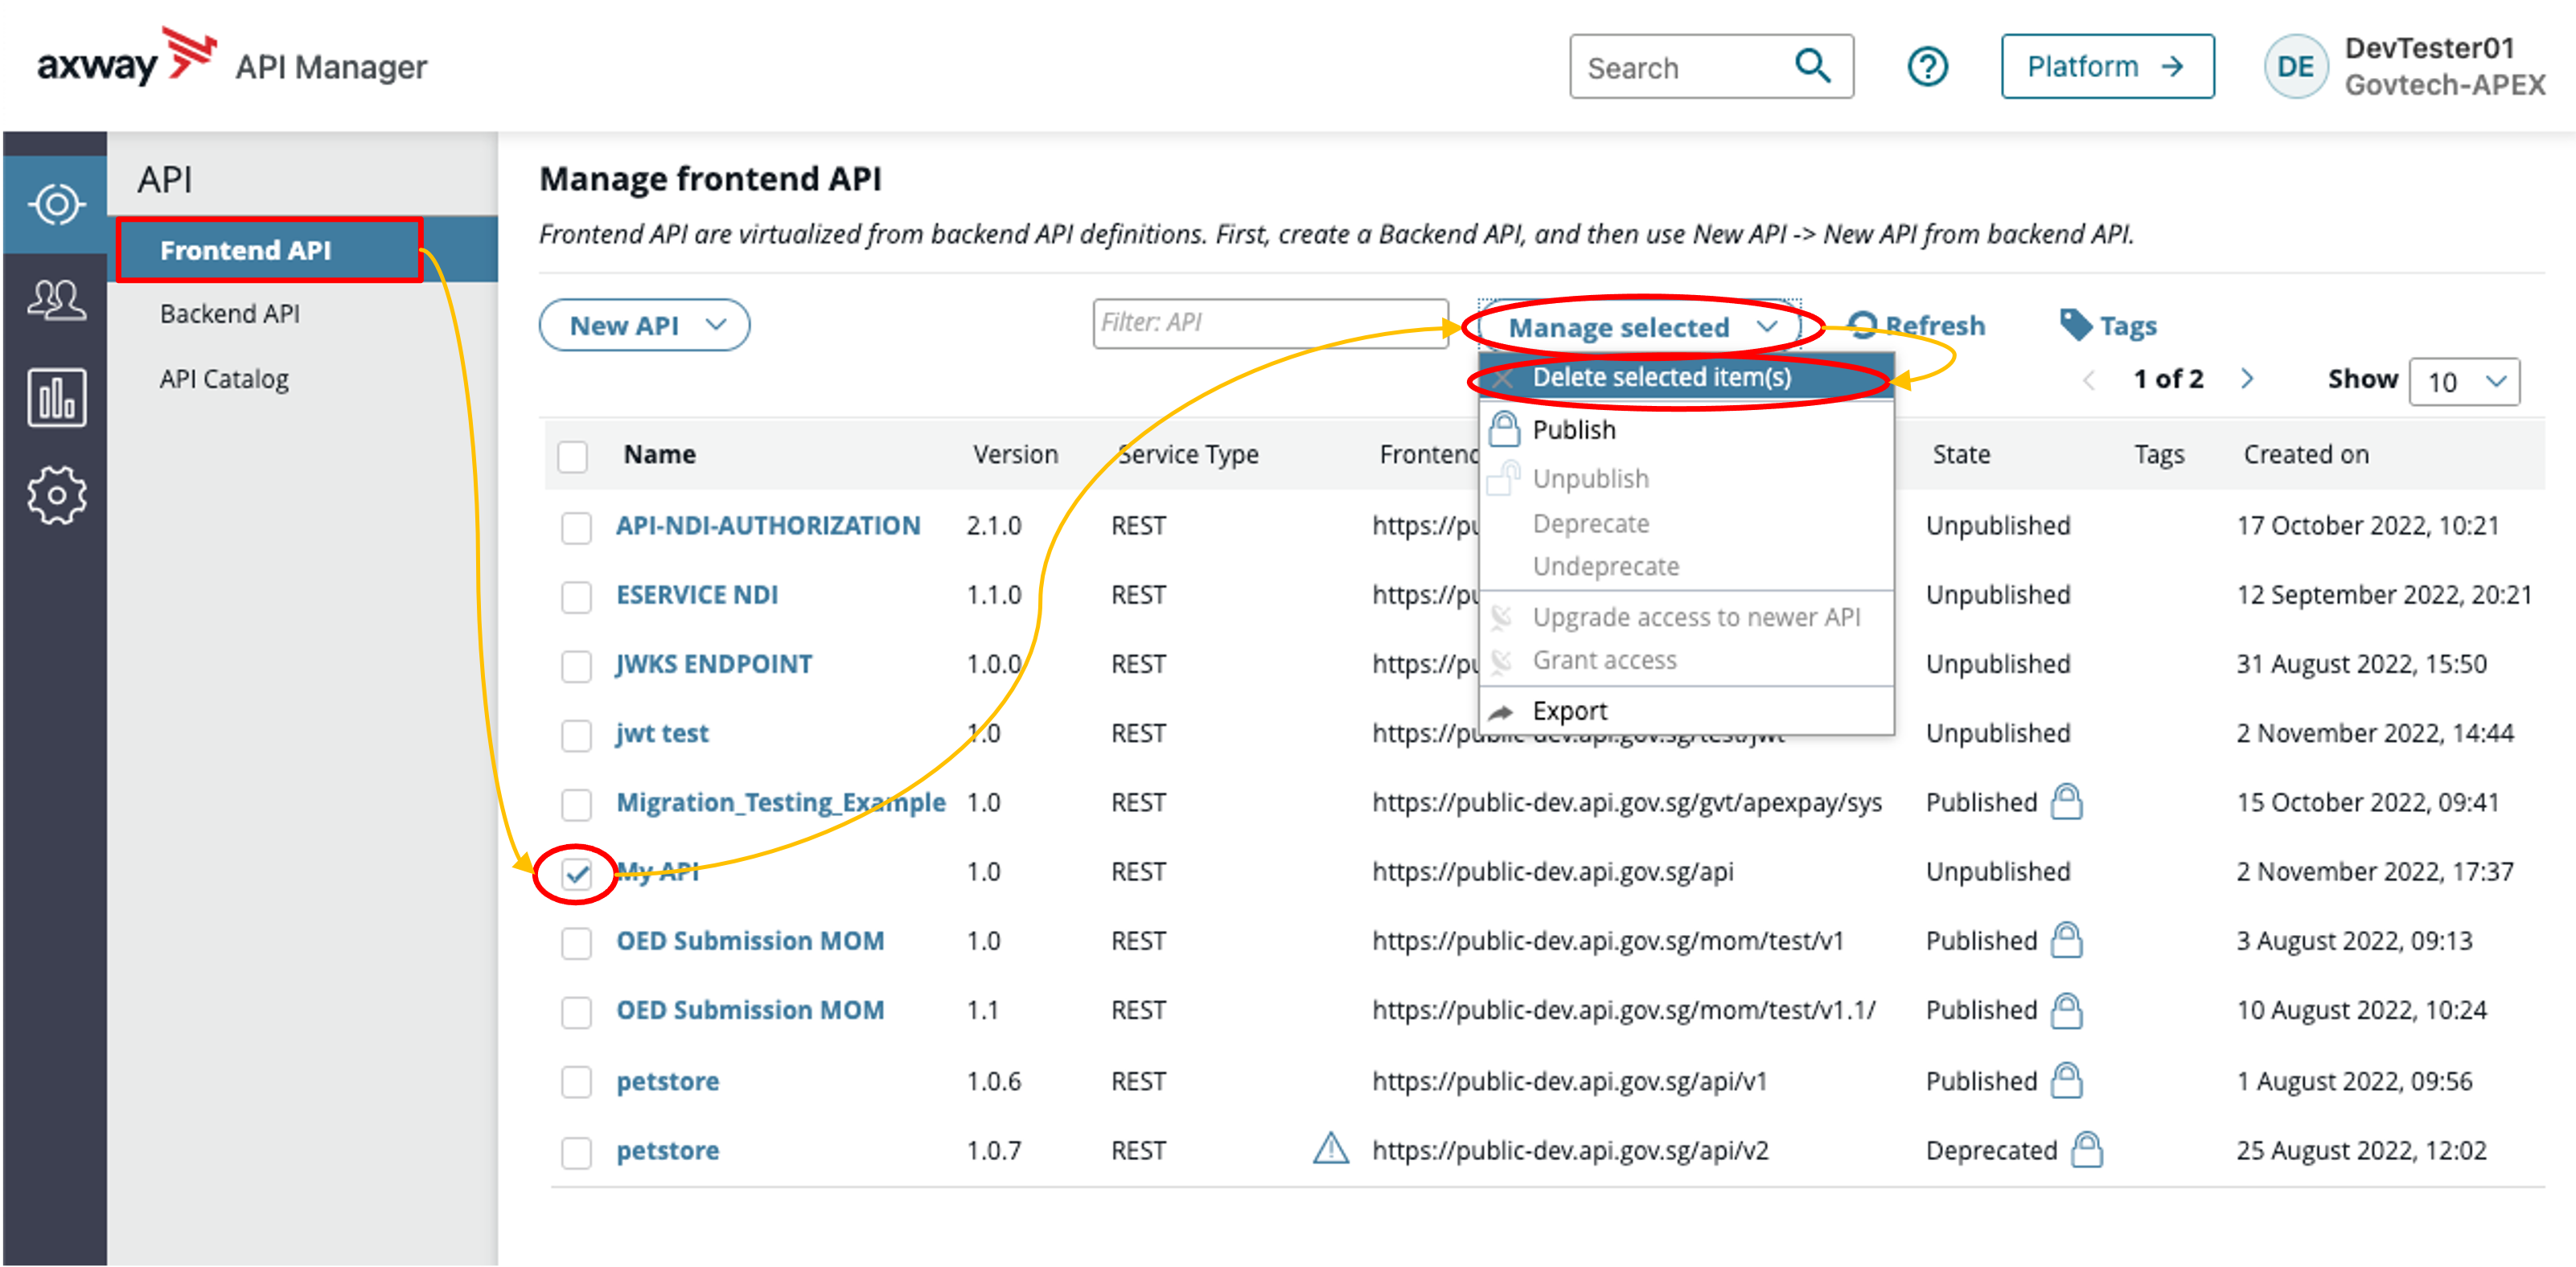 axway API Manager
Search
Platform →
DE
DevTester01
Govtech-APEX
API
Frontend API
Backend API
API Catalog
Manage frontend API
Frontend API are virtualized from backend API definitions. First, create a Backend API, and then use New API -> New API from backend API.
New API
Filter: API
Manage selected
Refresh
Tags
Delete selected item(s)
Publish
Unpublish
Deprecate
Undeprecate
Upgrade access to newer API
Grant access
Export
1 of 2
Show 10
Name Version Service Type Frontend State Tags Created on
API-NDI-AUTHORIZATION 2.1.0 REST https://pu Unpublished 17 October 2022, 10:21
ESERVICE NDI 1.1.0 REST https://pu Unpublished 12 September 2022, 20:21
JWKS ENDPOINT 1.0.0 REST https://pu Unpublished 31 August 2022, 15:50
jwt test 1.0 REST https://public-dev.api.gov.sg/test/jwt Unpublished 2 November 2022, 14:44
Migration_Testing_Example 1.0 REST https://public-dev.api.gov.sg/gvt/apexpay/sys Published 15 October 2022, 09:41
My API 1.0 REST https://public-dev.api.gov.sg/api Unpublished 2 November 2022, 17:37
OED Submission MOM 1.0 REST https://public-dev.api.gov.sg/mom/test/v1 Published 3 August 2022, 09:13
OED Submission MOM 1.1 REST https://public-dev.api.gov.sg/mom/test/v1.1/ Published 10 August 2022, 10:24
petstore 1.0.6 REST https://public-dev.api.gov.sg/api/v1 Published 1 August 2022, 09:56
petstore 1.0.7 REST https://public-dev.api.gov.sg/api/v2 Deprecated 25 August 2022, 12:02